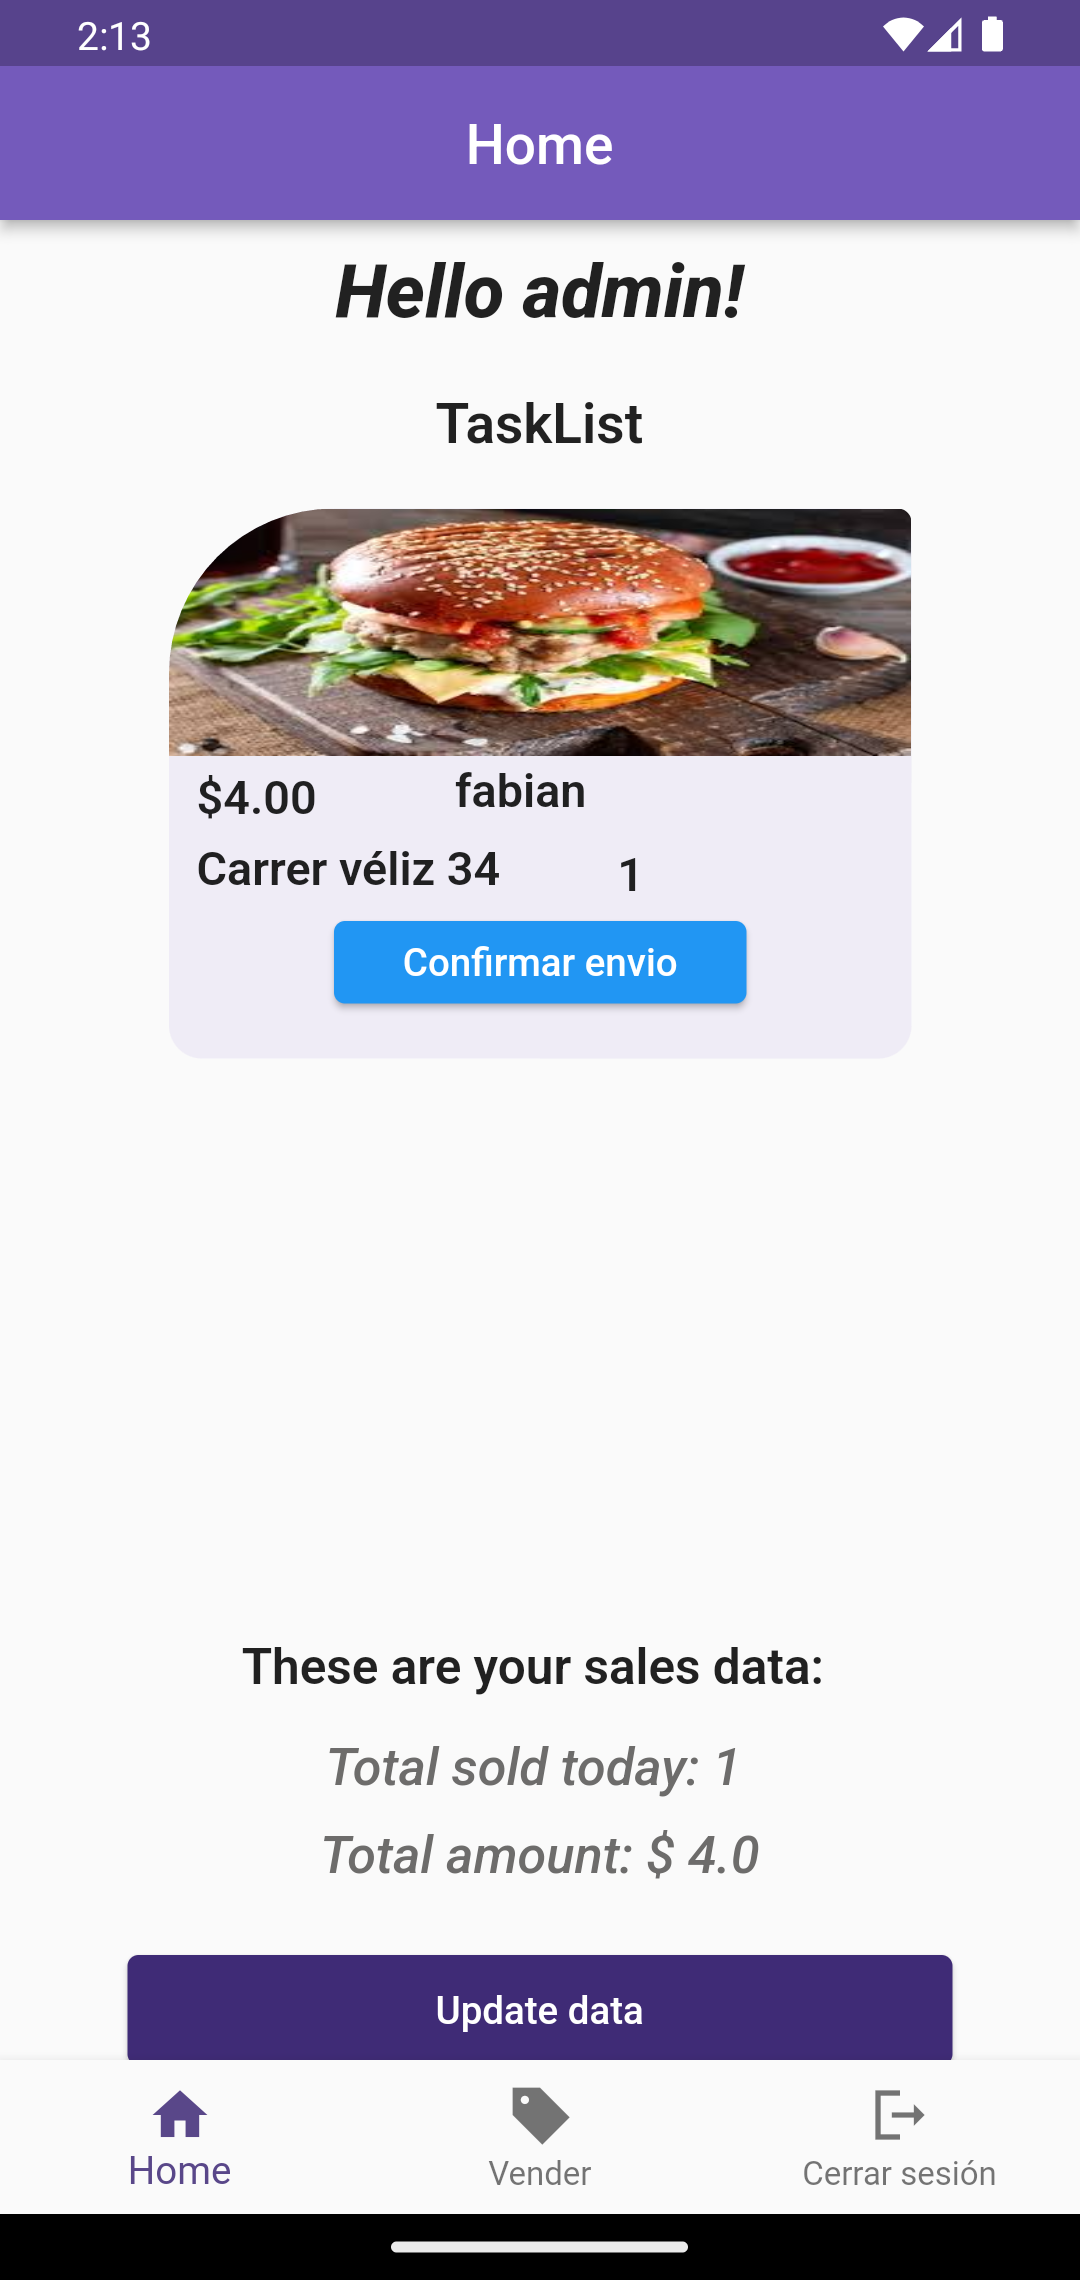 2:13
Home
Hello admin!
TaskList
$4.00 fabian
Carrer véliz 34 1
Confirmar envio
These are your sales data:
Total sold today: 1
Total amount: $ 4.0
Update data
Home Vender Cerrar sesión